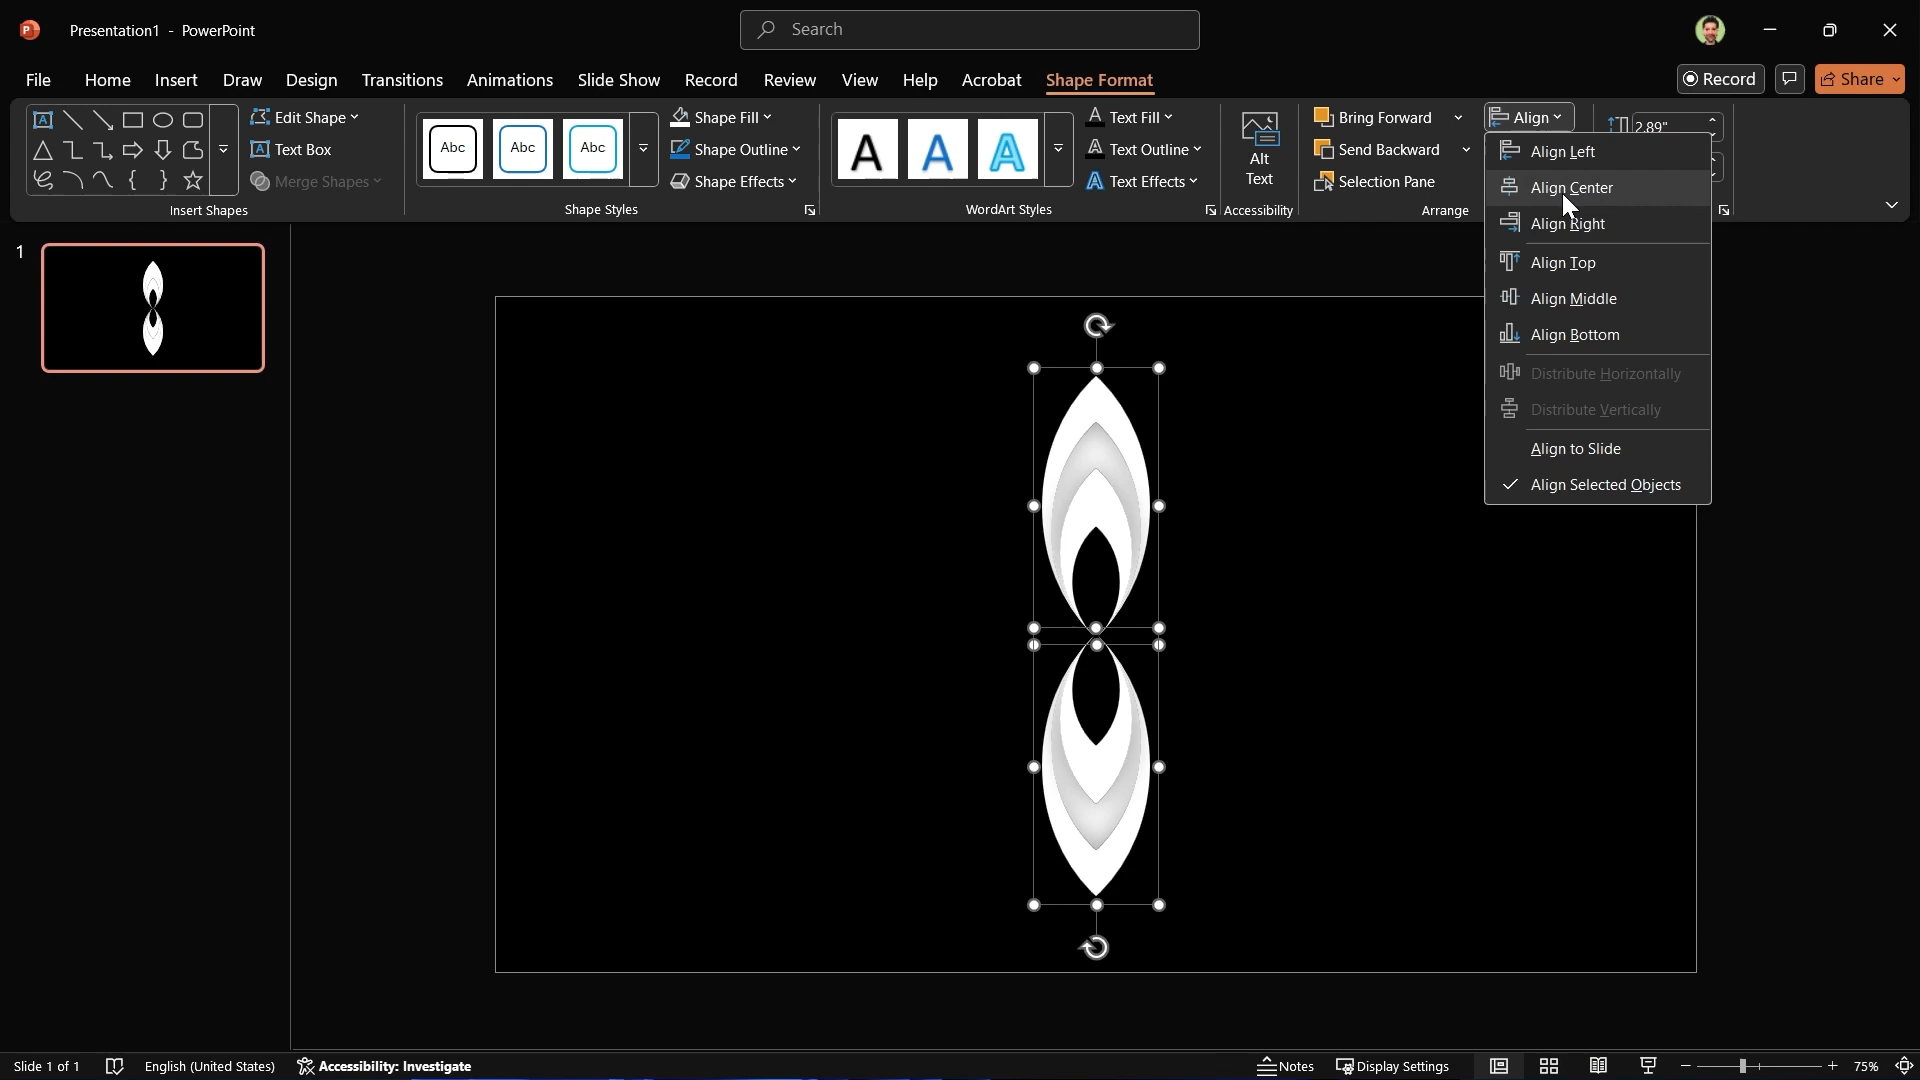 Presentation1 - PowerPoint
Search
File Home Insert Draw Design Transitions Animations Slide Show Record Review View Help Acrobat Shape Format
Record
Share
Edit Shape
Text Box
Merge Shapes
Insert Shapes
Abc Abc Abc
Shape Fill
Shape Outline
Shape Effects
Shape Styles
A A A
Text Fill
Text Outline
Text Effects
WordArt Styles
Alt
Text
Accessibility
Bring Forward
Send Backward
Selection Pane
Arrange
Align
2.89"
Align Left
Align Center
Align Right
Align Top
Align Middle
Align Bottom
Distribute Horizontally
Distribute Vertically
Align to Slide
Align Selected Objects
1
Slide 1 of 1
English (United States)
Accessibility: Investigate
Notes
Display Settings
75%